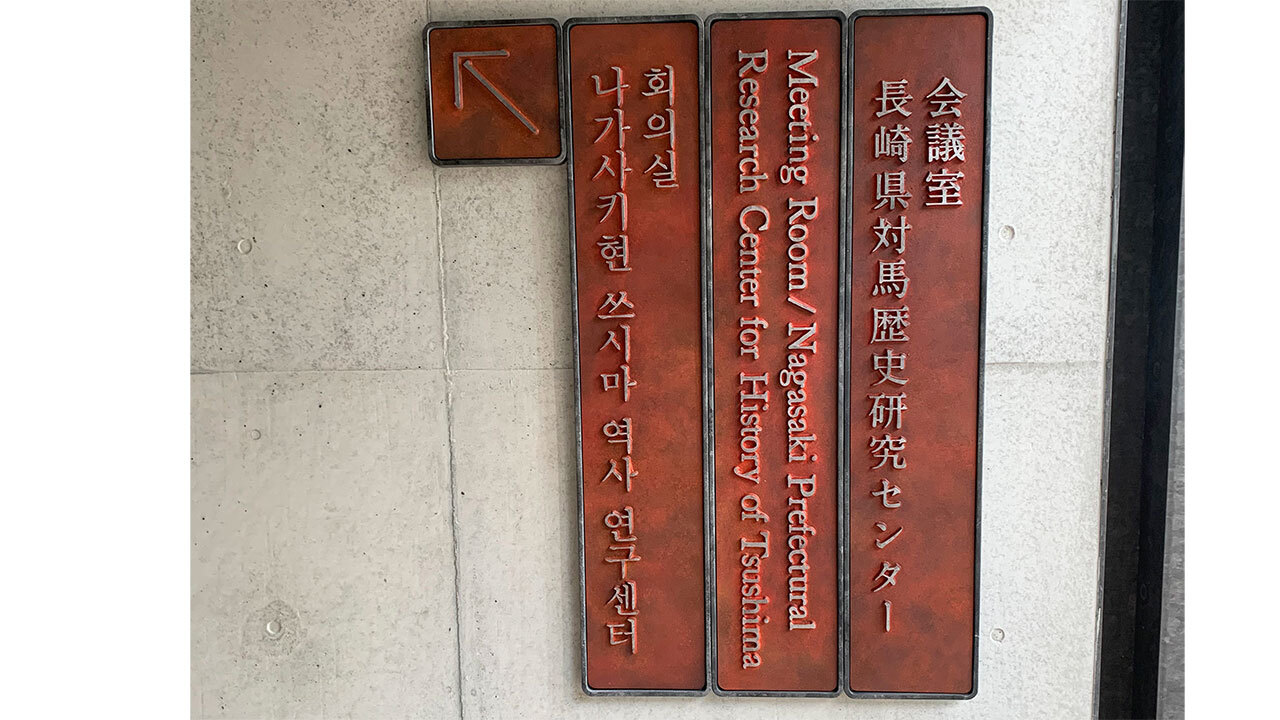 会議室
長崎県対馬歴史研究センター
Meeting Room / Nagasaki Prefectural
Research Center for History of Tsushima
회의실
나가사키현 쓰시마 역사 연구센터